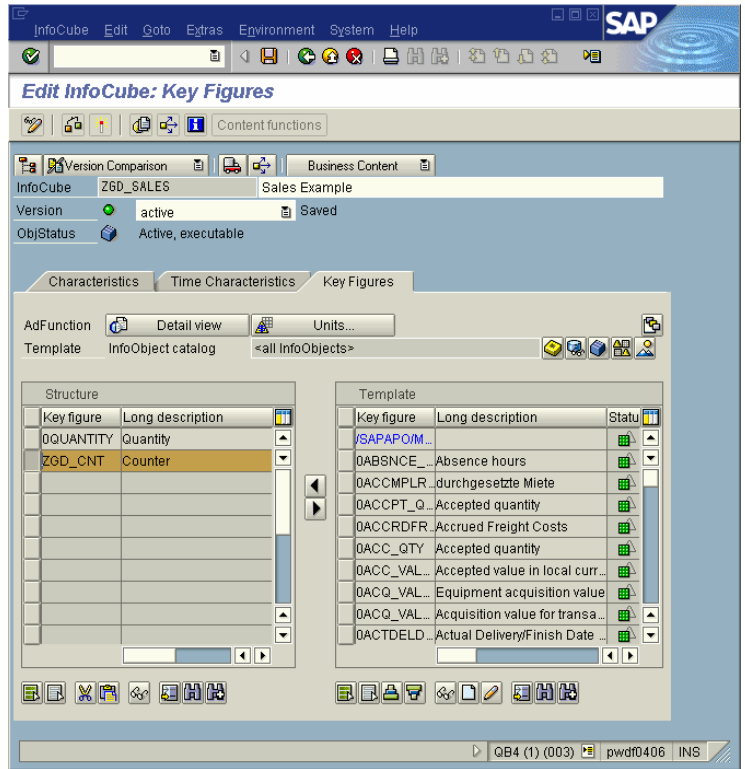 InfoCube Edit Goto Extras Environment System Help
SAP
Edit InfoCube: Key Figures
Content functions
Version Comparison Business Content
InfoCube ZGD_SALES Sales Example
Version active Saved
ObjStatus Active, executable
Characteristics Time Characteristics Key Figures
AdFunction Detail view Units...
Template InfoObject catalog <all InfoObjects>
Structure
Key figure Long description
0QUANTITY Quantity
ZGD_CNT Counter
Template
Key figure Long description Statu
/SAPAPO/M...
0ABSNCE_... Absence hours
0ACCMPLR... durchgesetzte Miete
0ACCPT_Q... Accepted quantity
0ACCRDFR... Accrued Freight Costs
0ACC_QTY Accepted quantity
0ACC_VAL... Accepted value in local curr...
0ACQ_VAL... Equipment acquisition value
0ACQ_VAL... Acquisition value for transa...
0ACTDELD... Actual Delivery/Finish Date ...
QB4 (1) (003) pwdf0406 INS